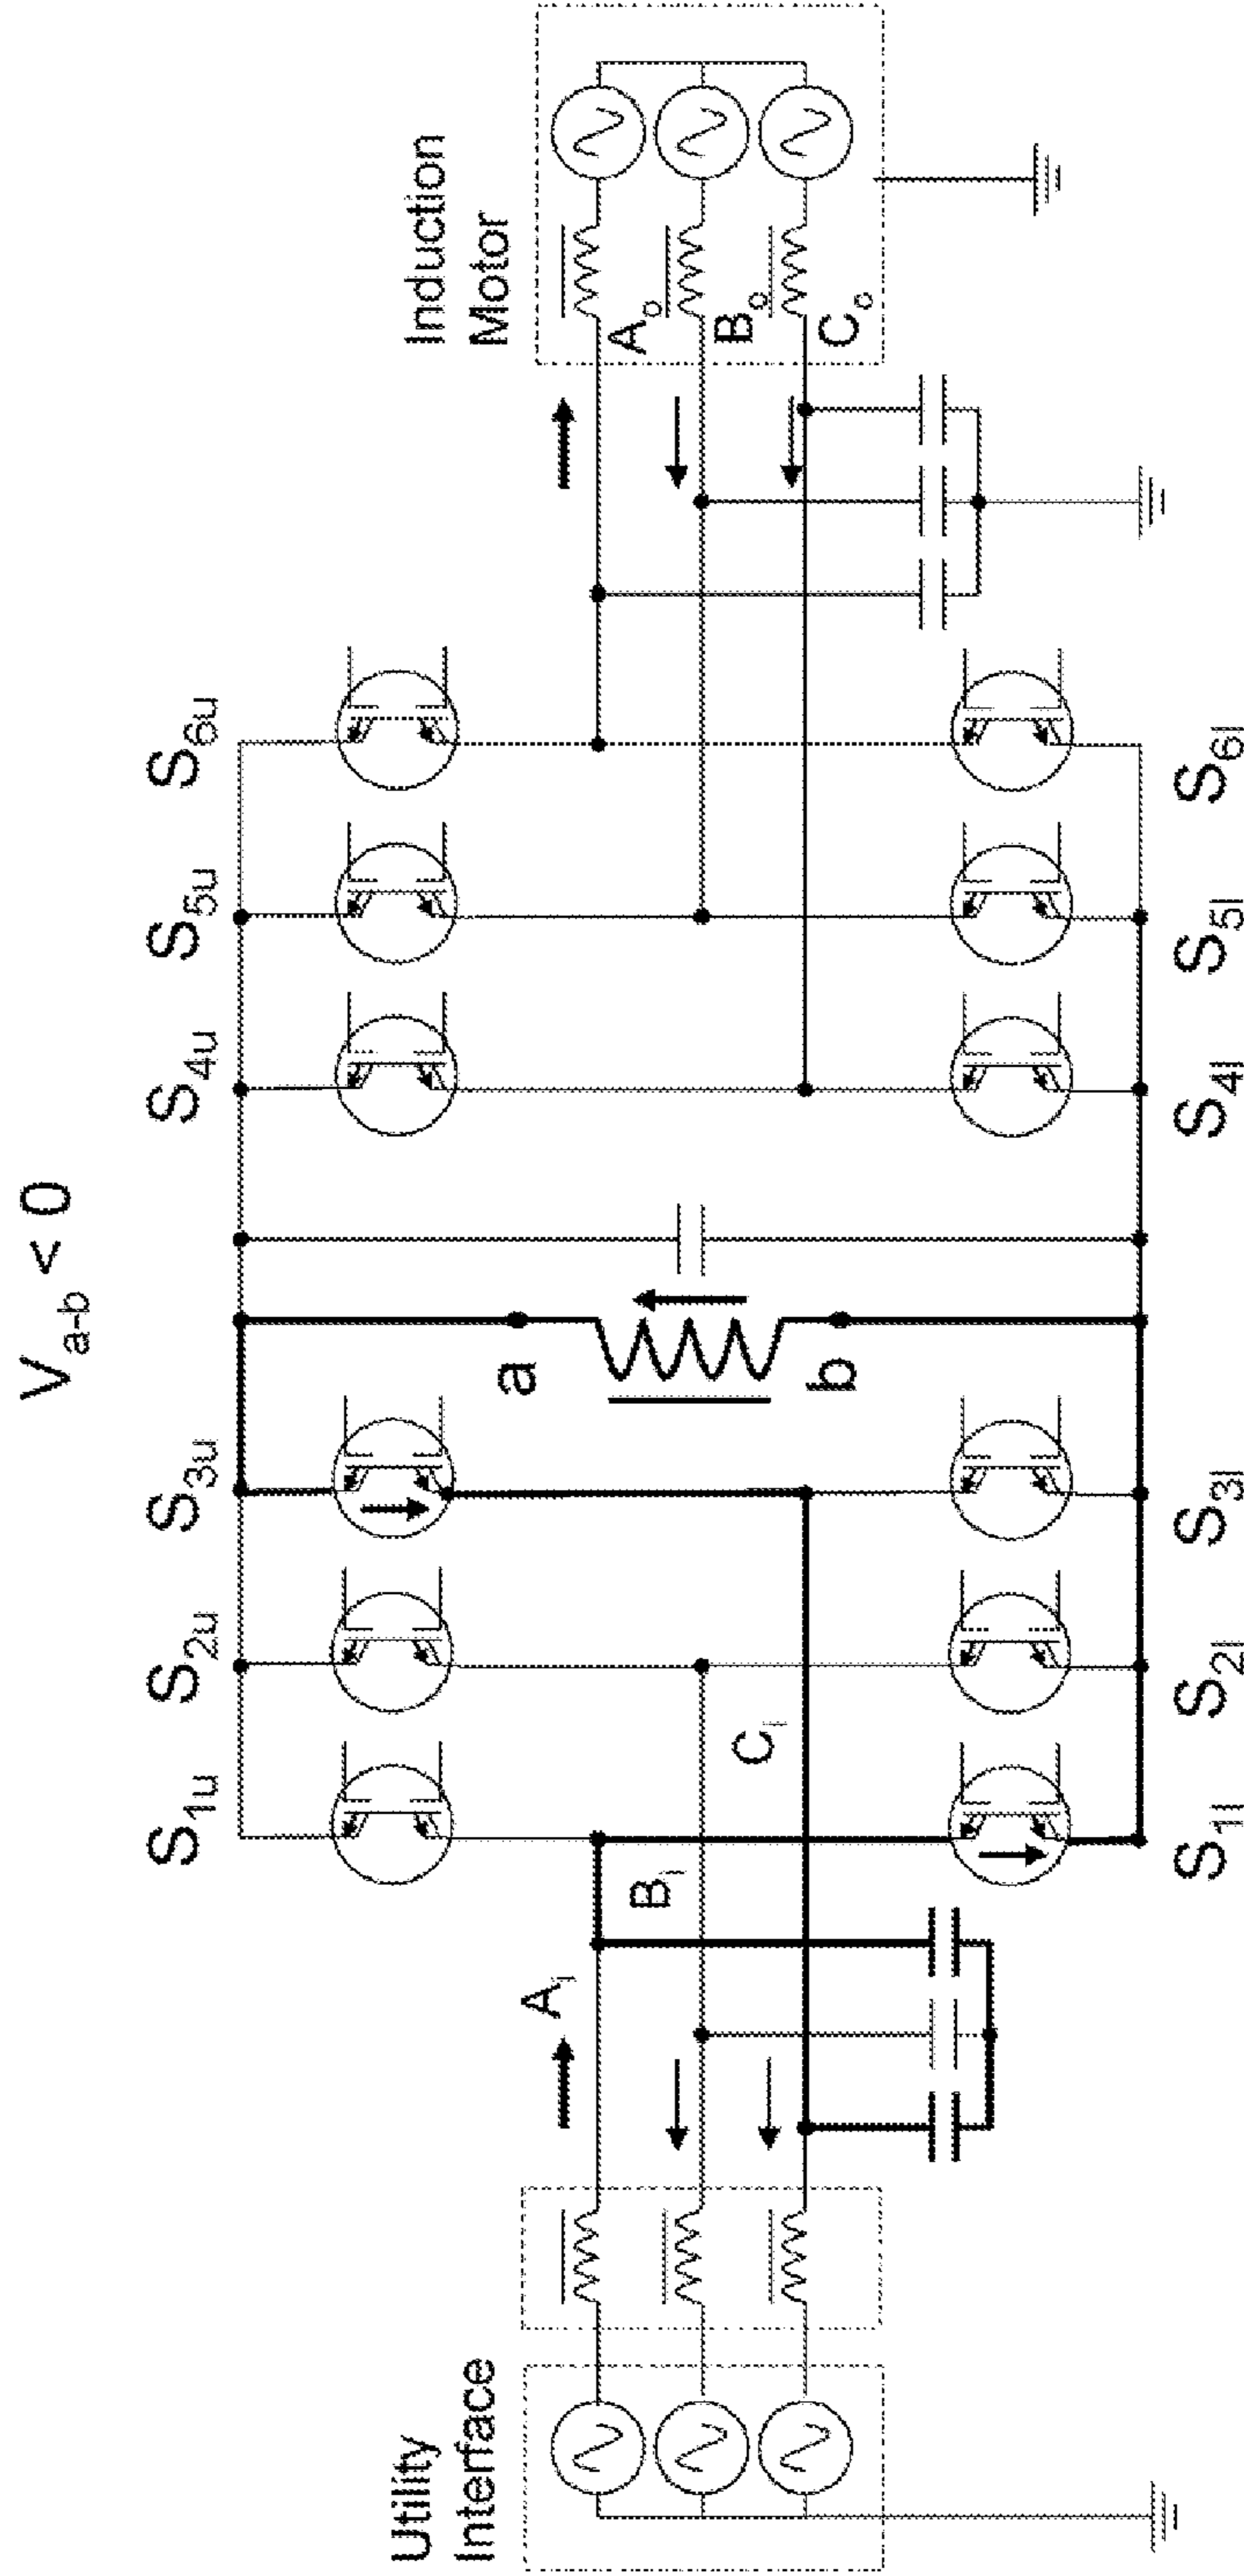 V a-b < 0
S1u
S2u
S3u
S4u
S5u
S6u
Utility
Interface
Induction
Motor
Ai
Bi
Ci
a
b
Ao
Bo
Co
S1l
S2l
S3l
S4l
S5l
S6l